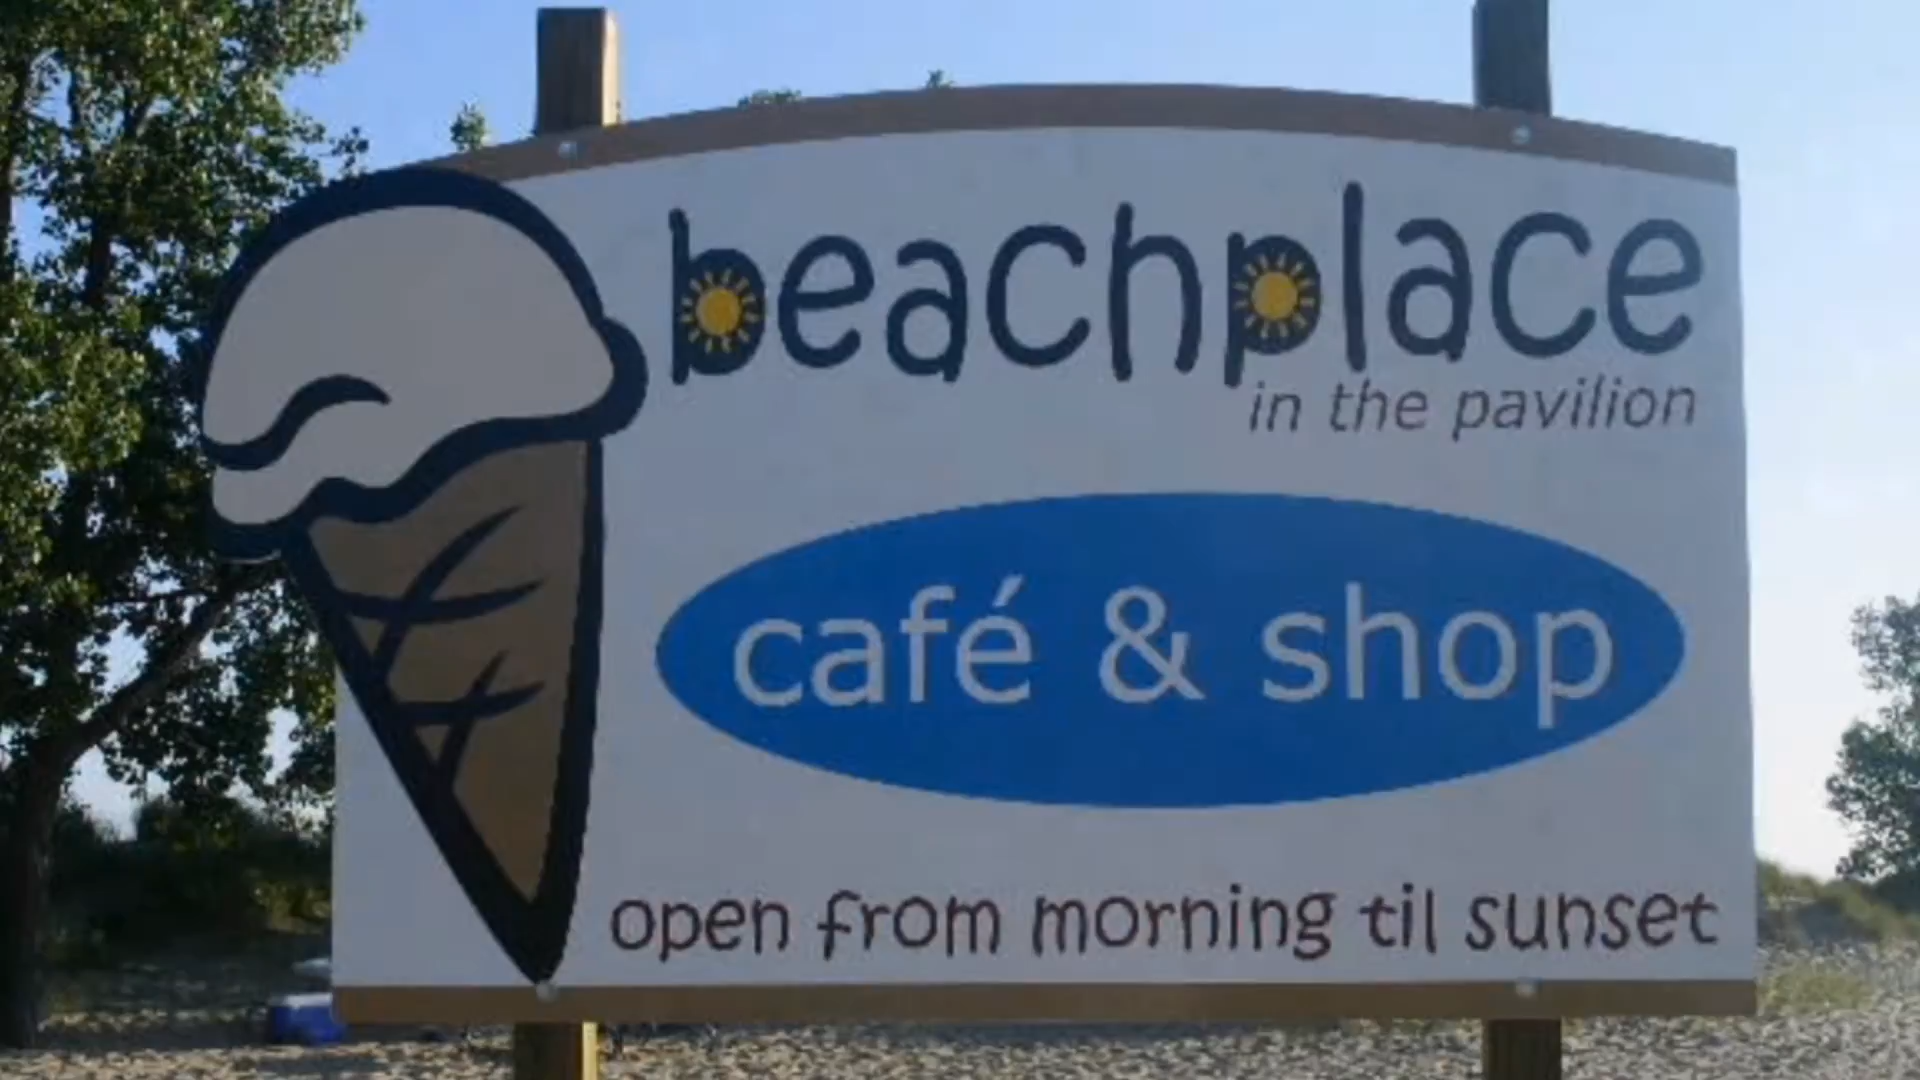 beachplace
in the pavilion
café & shop
open from morning til sunset